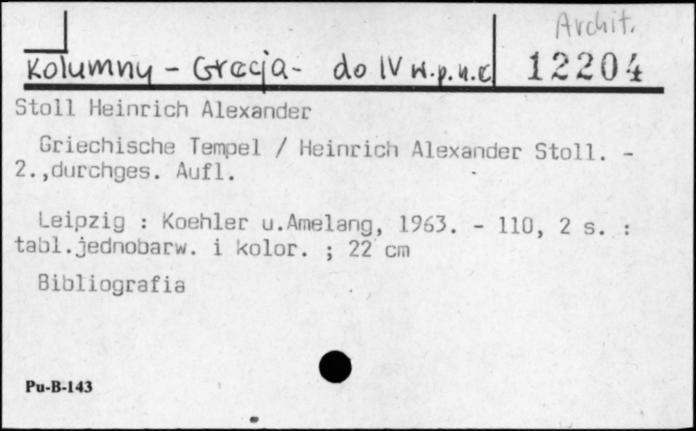 Archit.
Kolumny - Grecja - do IV w.p.n.e
12204
Stoll Heinrich Alexander
Griechische Tempel / Heinrich Alexander Stoll. -
2.,durchges. Aufl.
Leipzig : Koehler u.Amelang, 1963. - 110, 2 s. :
tabl.jednobarw. i kolor. ; 22 cm
Bibliografia
Pu-B-143